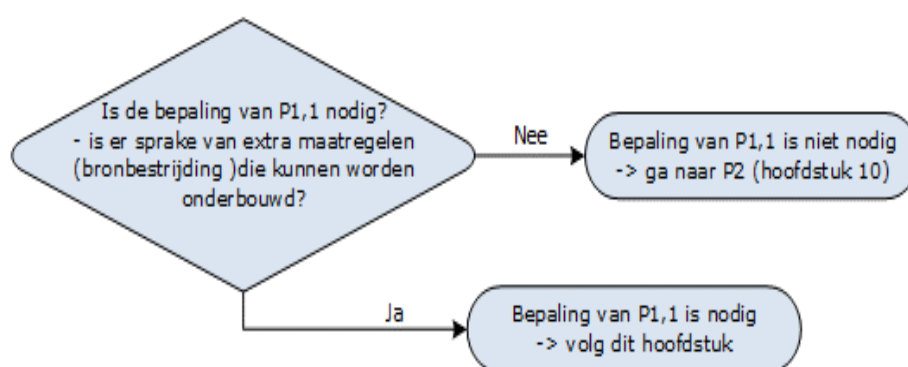 Is de bepaling van P1,1 nodig?
- is er sprake van extra maatregelen
(bronbestrijding )die kunnen worden
onderbouwd?
Nee
Bepaling van P1,1 is niet nodig
-> ga naar P2 (hoofdstuk 10)
Ja
Bepaling van P1,1 is nodig
-> volg dit hoofdstuk